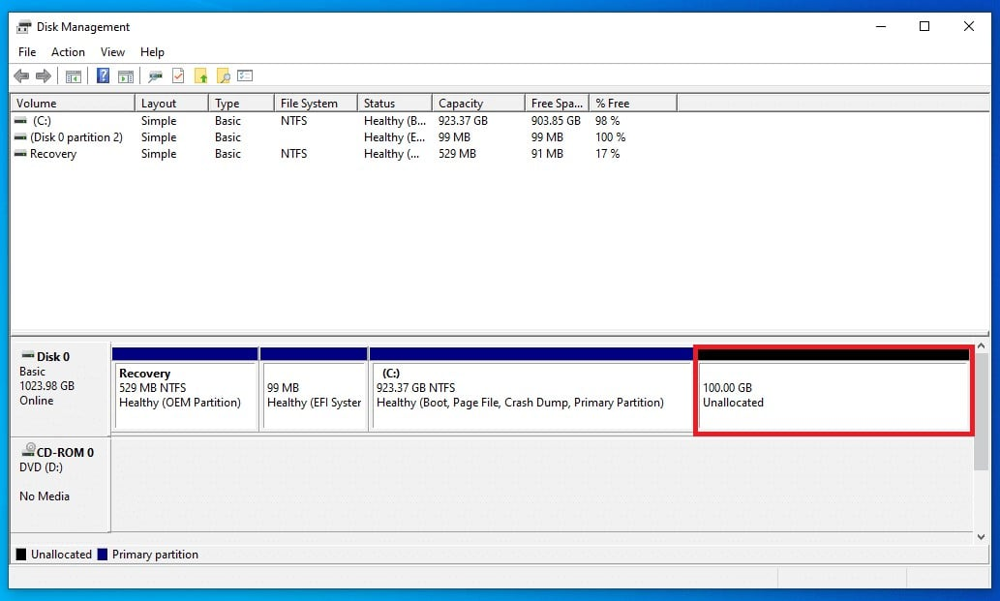 Disk Management
File Action View Help
Volume Layout Type File System Status Capacity Free Spa... % Free
(C:) Simple Basic NTFS Healthy (B... 923.37 GB 903.85 GB 98 %
(Disk 0 partition 2) Simple Basic Healthy (E... 99 MB 99 MB 100 %
Recovery Simple Basic NTFS Healthy (... 529 MB 91 MB 17 %
Disk 0
Basic
1023.98 GB
Online
Recovery
529 MB NTFS
Healthy (OEM Partition)
99 MB
Healthy (EFI Syster
(C:)
923.37 GB NTFS
Healthy (Boot, Page File, Crash Dump, Primary Partition)
100.00 GB
Unallocated
CD-ROM 0
DVD (D:)
No Media
Unallocated Primary partition